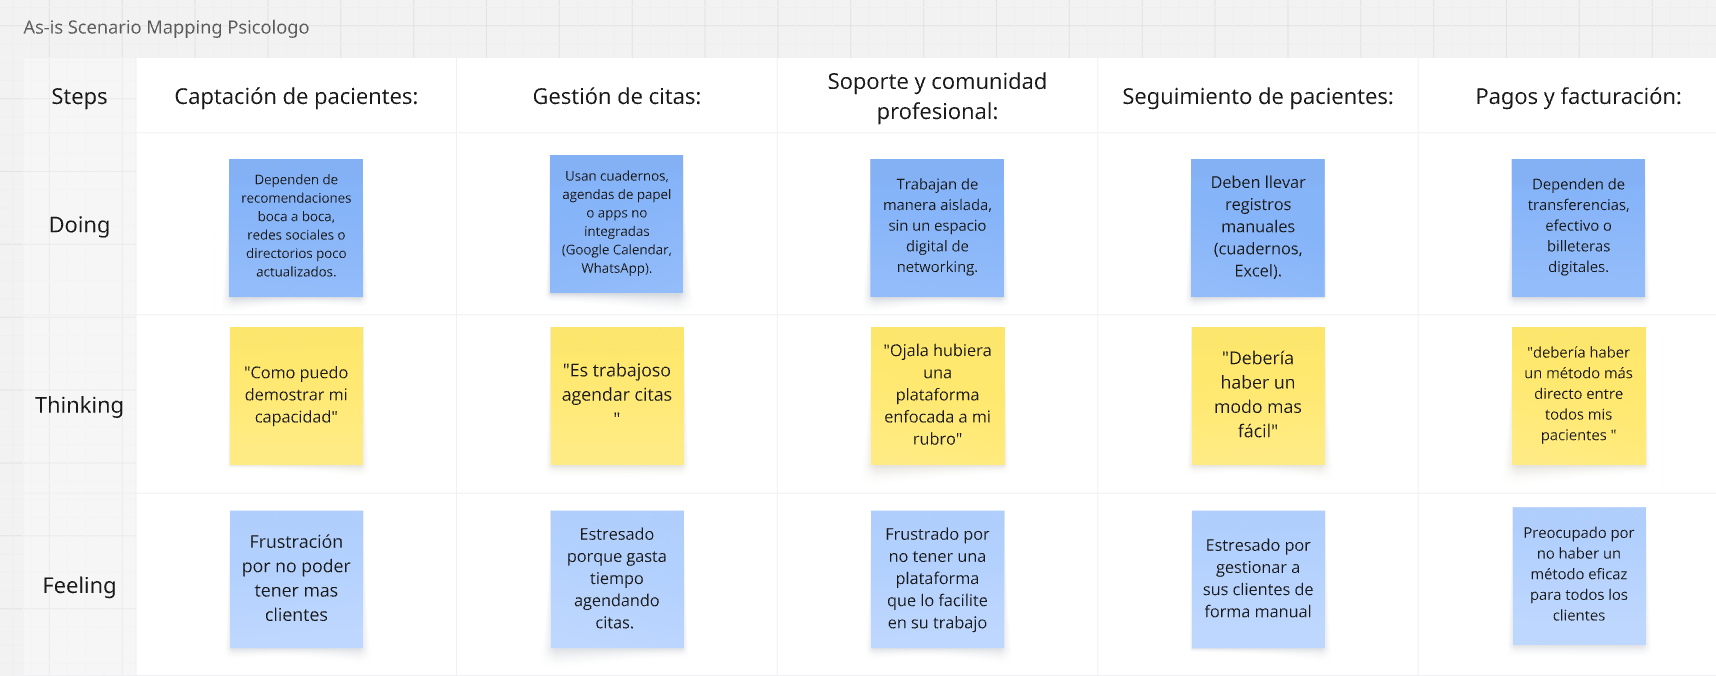 As-is Scenario Mapping Psicologo
Steps
Captación de pacientes:
Gestión de citas:
Soporte y comunidad
profesional:
Seguimiento de pacientes:
Pagos y facturación:
Doing
Dependen de
recomendaciones
boca a boca,
redes sociales o
directorios poco
actualizados.
Usan cuadernos,
agendas de papel
o apps no
integradas
(Google Calendar,
WhatsApp).
Trabajan de
manera aislada,
sin un espacio
digital de
networking.
Deben llevar
registros
manuales
(cuadernos,
Excel).
Dependen de
transferencias,
efectivo o
billeteras
digitales.
Thinking
"Como puedo
demostrar mi
capacidad"
"Es trabajoso
agendar citas
"
"Ojala hubiera
una
plataforma
enfocada a mi
rubro"
"Debería
haber un
modo mas
fácil"
"debería haber
un método más
directo entre
todos mis
pacientes "
Feeling
Frustración
por no poder
tener mas
clientes
Estresado
porque gasta
tiempo
agendando
citas.
Frustrado por
no tener una
plataforma
que lo facilite
en su trabajo
Estresado por
gestionar a
sus clientes de
forma manual
Preocupado por
no haber un
método eficaz
para todos los
clientes